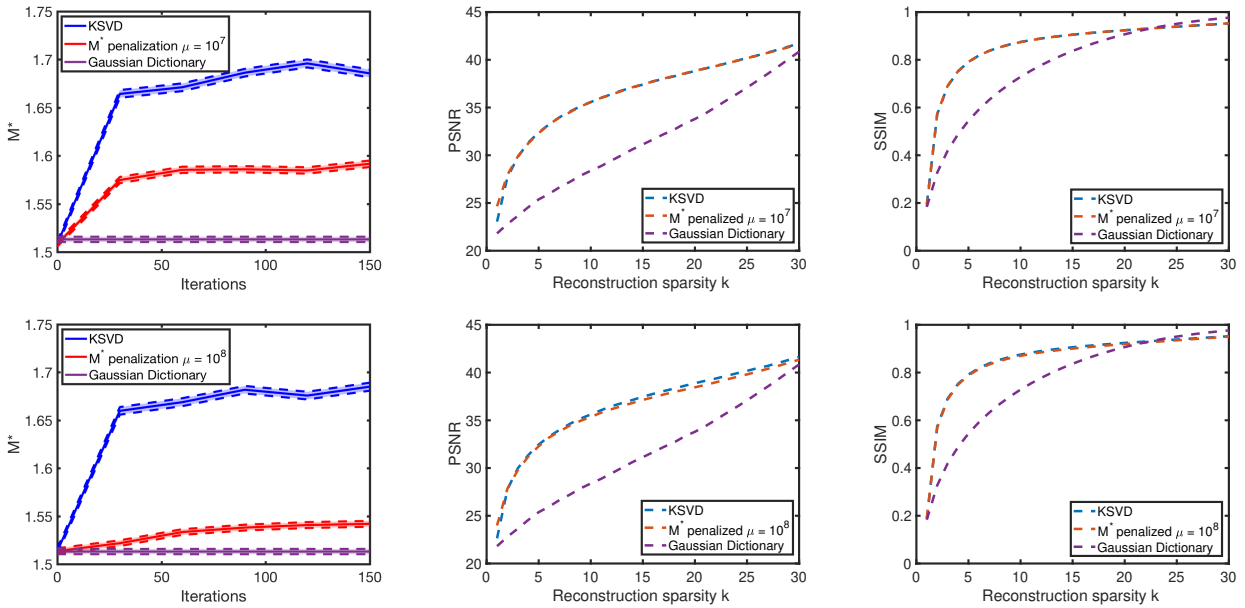 1.75
1.7
1.65
1.6
1.55
1.5
M*
KSVD
M* penalization μ = 10^7
Gaussian Dictionary
0
50
100
150
Iterations
45
40
35
30
25
20
PSNR
KSVD
M* penalized μ = 10^7
Gaussian Dictionary
0
5
10
15
20
25
30
Reconstruction sparsity k
1
0.8
0.6
0.4
0.2
0
SSIM
KSVD
M* penalized μ = 10^7
Gaussian Dictionary
0
5
10
15
20
25
30
Reconstruction sparsity k
1.75
1.7
1.65
1.6
1.55
1.5
M*
KSVD
M* penalization μ = 10^8
Gaussian Dictionary
0
50
100
150
Iterations
45
40
35
30
25
20
PSNR
KSVD
M* penalized μ = 10^8
Gaussian Dictionary
0
5
10
15
20
25
30
Reconstruction sparsity k
1
0.8
0.6
0.4
0.2
0
SSIM
KSVD
M* penalized μ = 10^8
Gaussian Dictionary
0
5
10
15
20
25
30
Reconstruction sparsity k